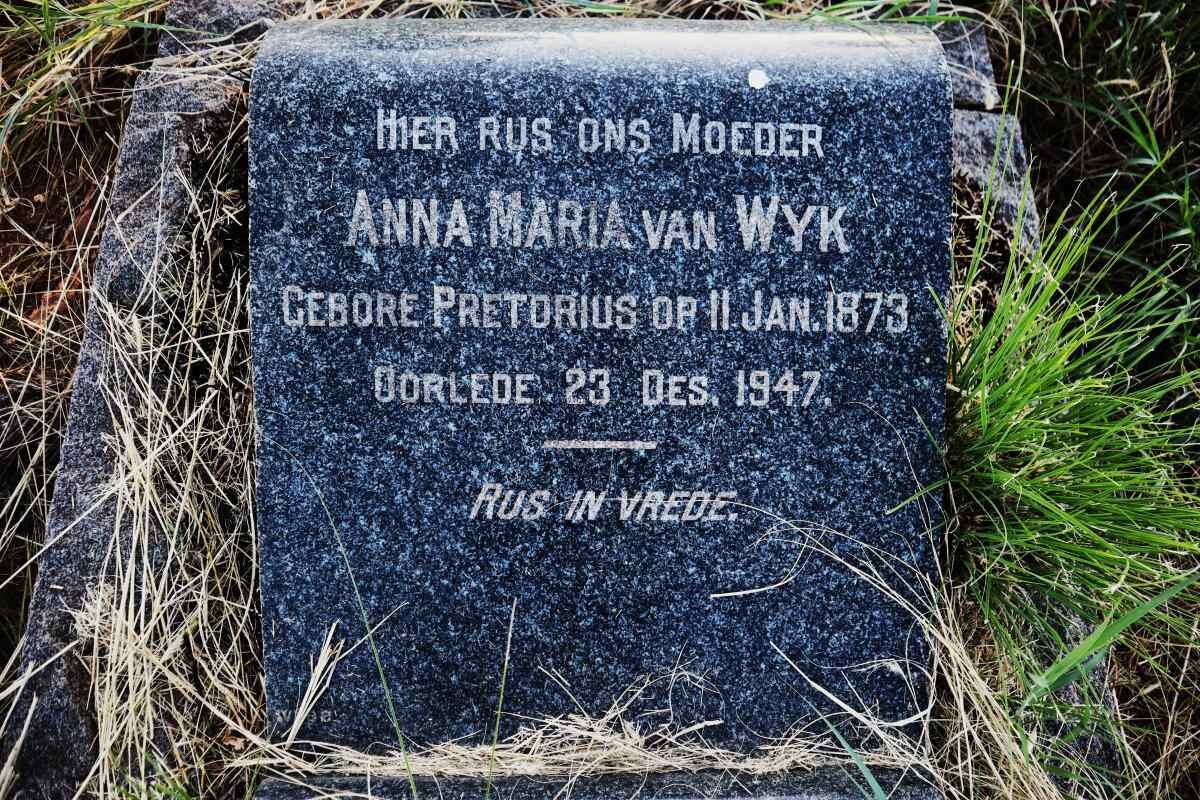 HIER RUS ONS MOEDER
ANNA MARIA VAN WYK
GEBORE PRETORIUS OP 11 JAN. 1873
OORLEDE 23 DES. 1947.
RUS IN VREDE.